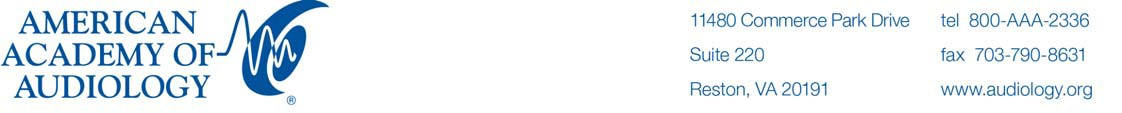 AMERICAN
ACADEMY OF
AUDIOLOGY
®
11480 Commerce Park Drive
Suite 220
Reston, VA 20191
tel 800-AAA-2336
fax 703-790-8631
www.audiology.org